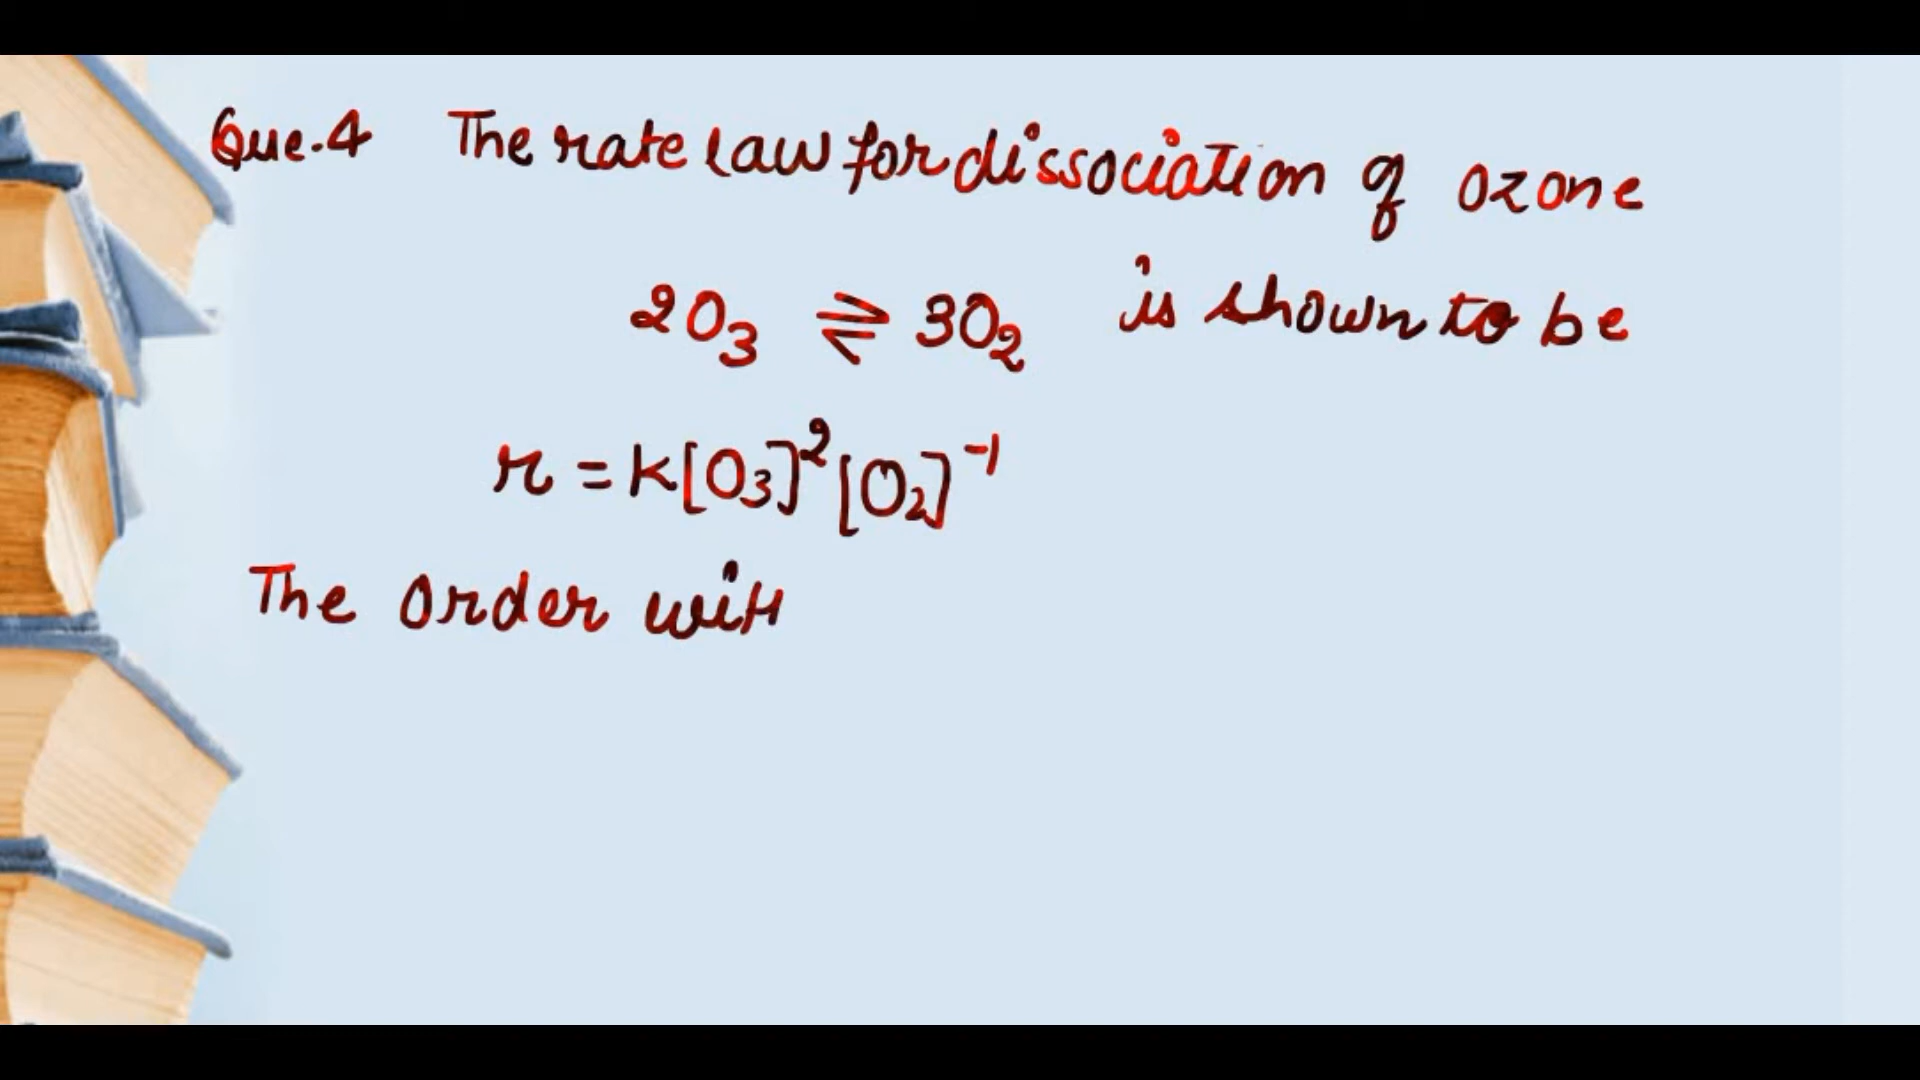 Que.4 The rate law for dissociation of ozone
2O₃ ⇌ 3O₂ is shown to be
r = K[O₃]²[O₂]⁻¹
The order with